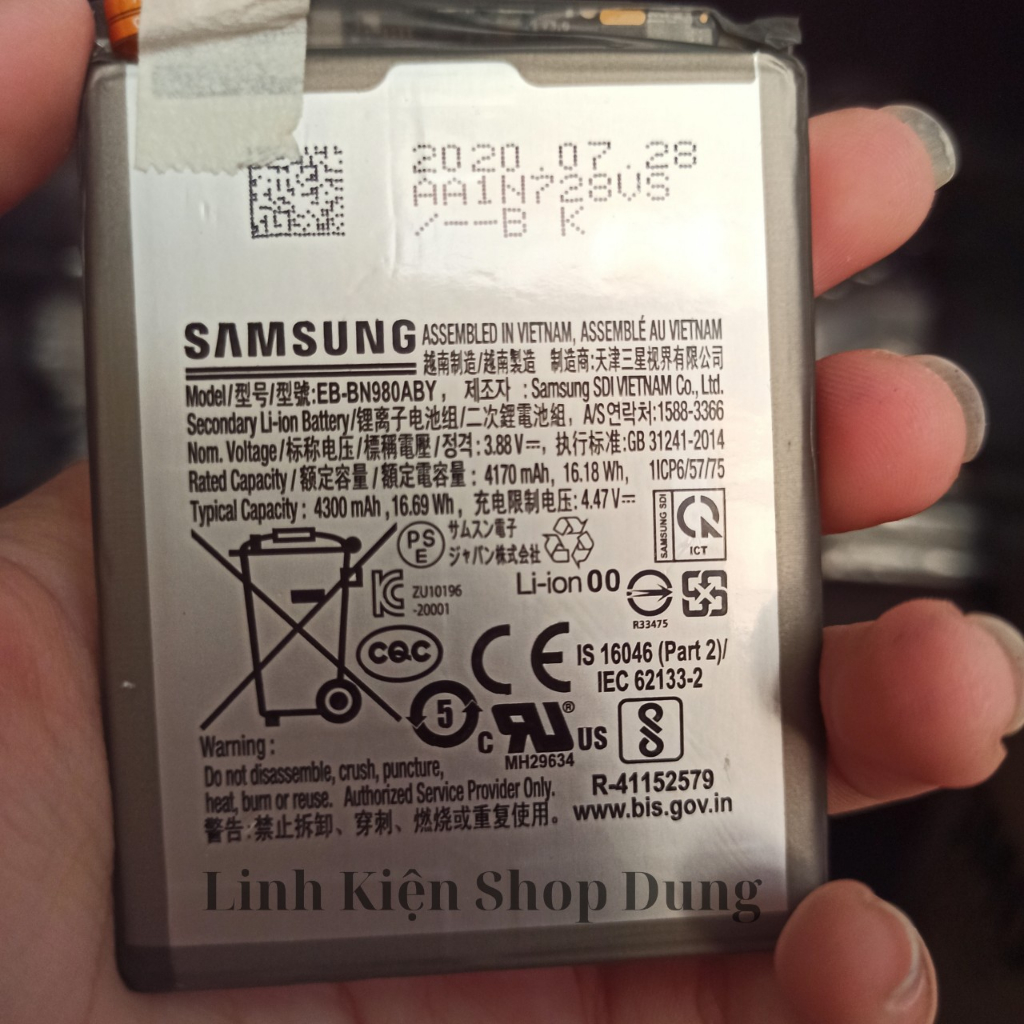 2020.07.28
AA1N728VS
/--B K
SAMSUNG ASSEMBLED IN VIETNAM, ASSEMBLÉ AU VIETNAM
越南制造/越南製造 制造商:天津三星视界有限公司
Model/型号/型號:EB-BN980ABY, 제조자 : Samsung SDI VIETNAM Co., Ltd.
Secondary Li-ion Battery/锂离子电池组/二次鋰電池組, A/S연락처:1588-3366
Nom. Voltage/标称电压/標稱電壓/정격: 3.88V⎓, 执行标准:GB 31241-2014
Rated Capacity/额定容量/額定電容量: 4170 mAh, 16.18 Wh, 1ICP6/57/75
Typical Capacity: 4300 mAh, 16.69 Wh, 充电限制电压: 4.47V⎓
PS
E
サムスン電子
ジャパン株式会社
SAMSUNG SDI
ICT
ZU10196
-20001
Li-ion 00
R33475
CQC
CE
IS 16046 (Part 2)/
IEC 62133-2
5
c RU® US
MH29634
R-41152579
www.bis.gov.in
Warning:
Do not disassemble, crush, puncture,
heat, burn or reuse. Authorized Service Provider Only.
警告:禁止拆卸、穿刺、燃烧或重复使用。
Linh Kiện Shop Dung